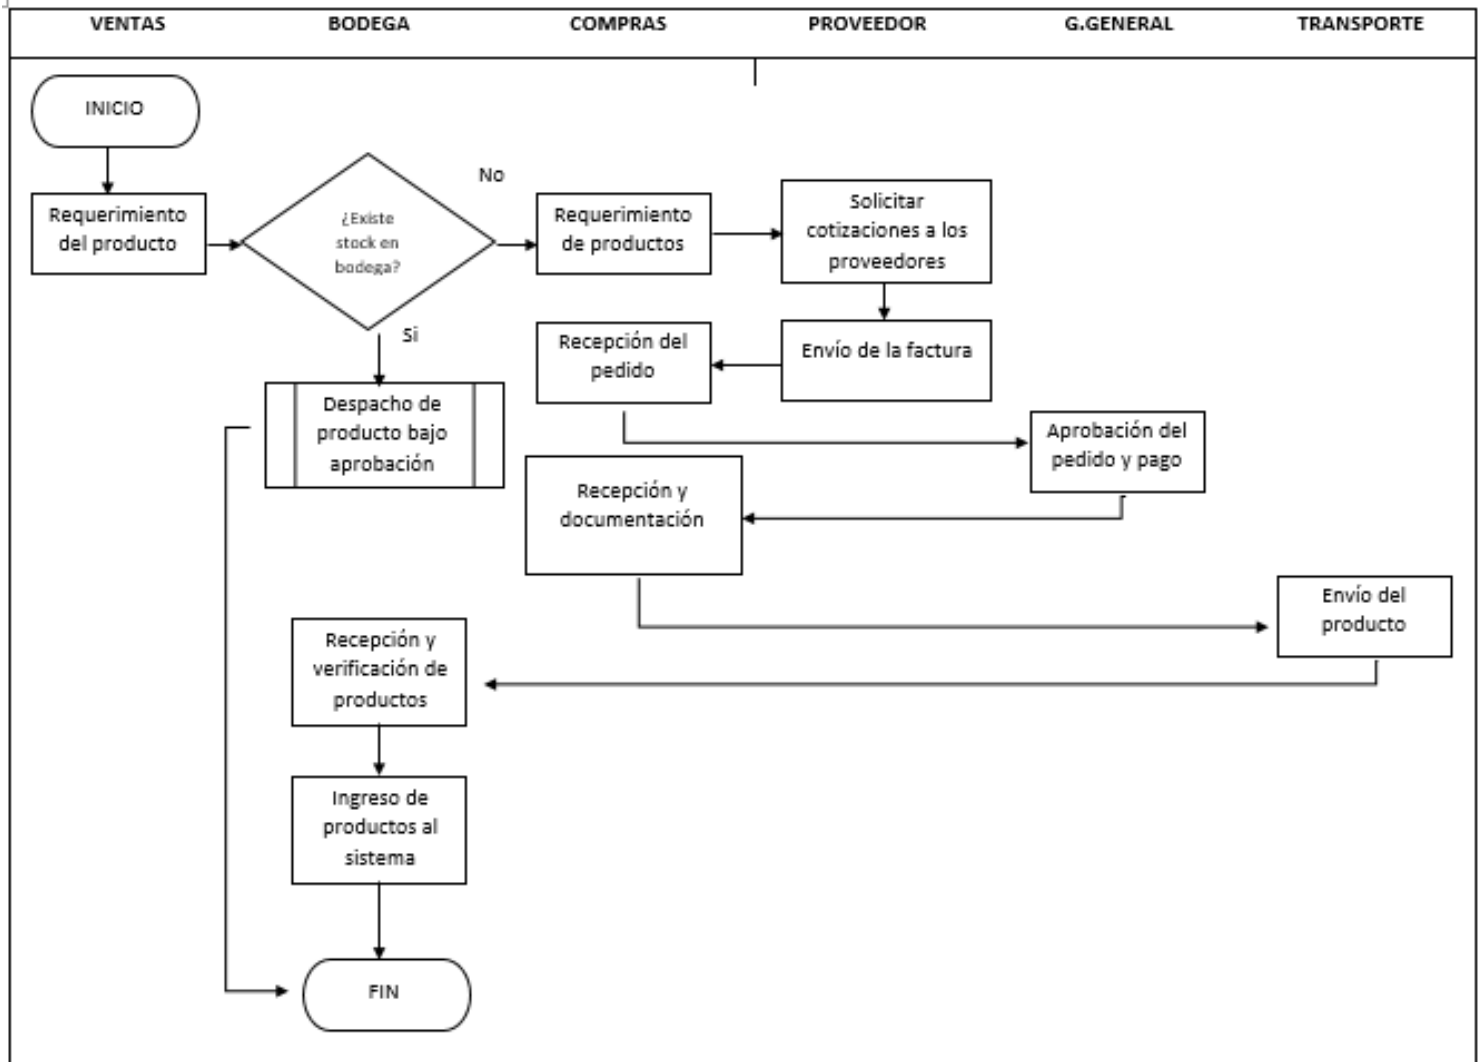 VENTAS BODEGA COMPRAS PROVEEDOR G.GENERAL TRANSPORTE
INICIO
Requerimiento
del producto
¿Existe
stock en
bodega?
No
Si
Requerimiento
de productos
Solicitar
cotizaciones a los
proveedores
Envío de la factura
Recepción del
pedido
Despacho de
producto bajo
aprobación
Aprobación del
pedido y pago
Recepción y
documentación
Envío del
producto
Recepción y
verificación de
productos
Ingreso de
productos al
sistema
FIN